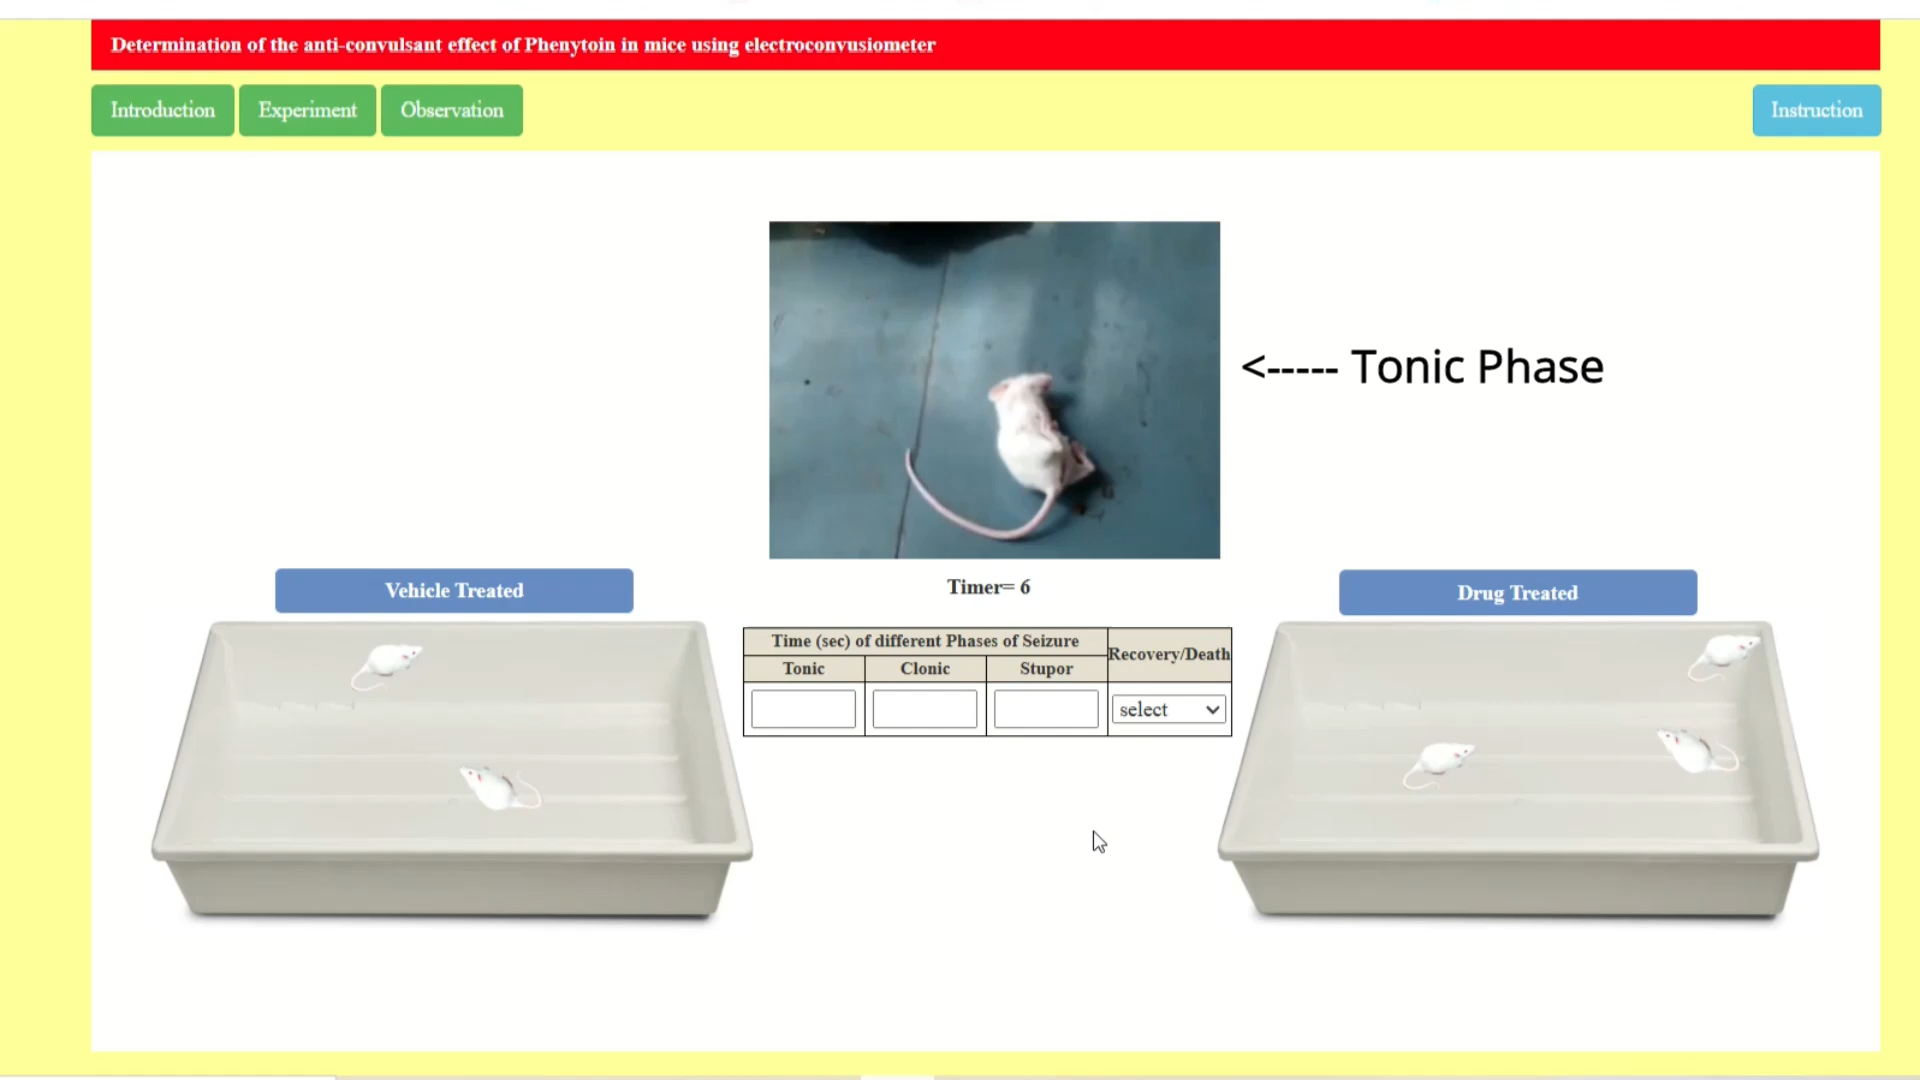 Determination of the anti-convulsant effect of Phenytoin in mice using electroconvusiometer
Introduction
Experiment
Observation
Instruction
<----- Tonic Phase
Timer= 6
Vehicle Treated
Drug Treated
Time (sec) of different Phases of Seizure
Recovery/Death
Tonic
Clonic
Stupor
select